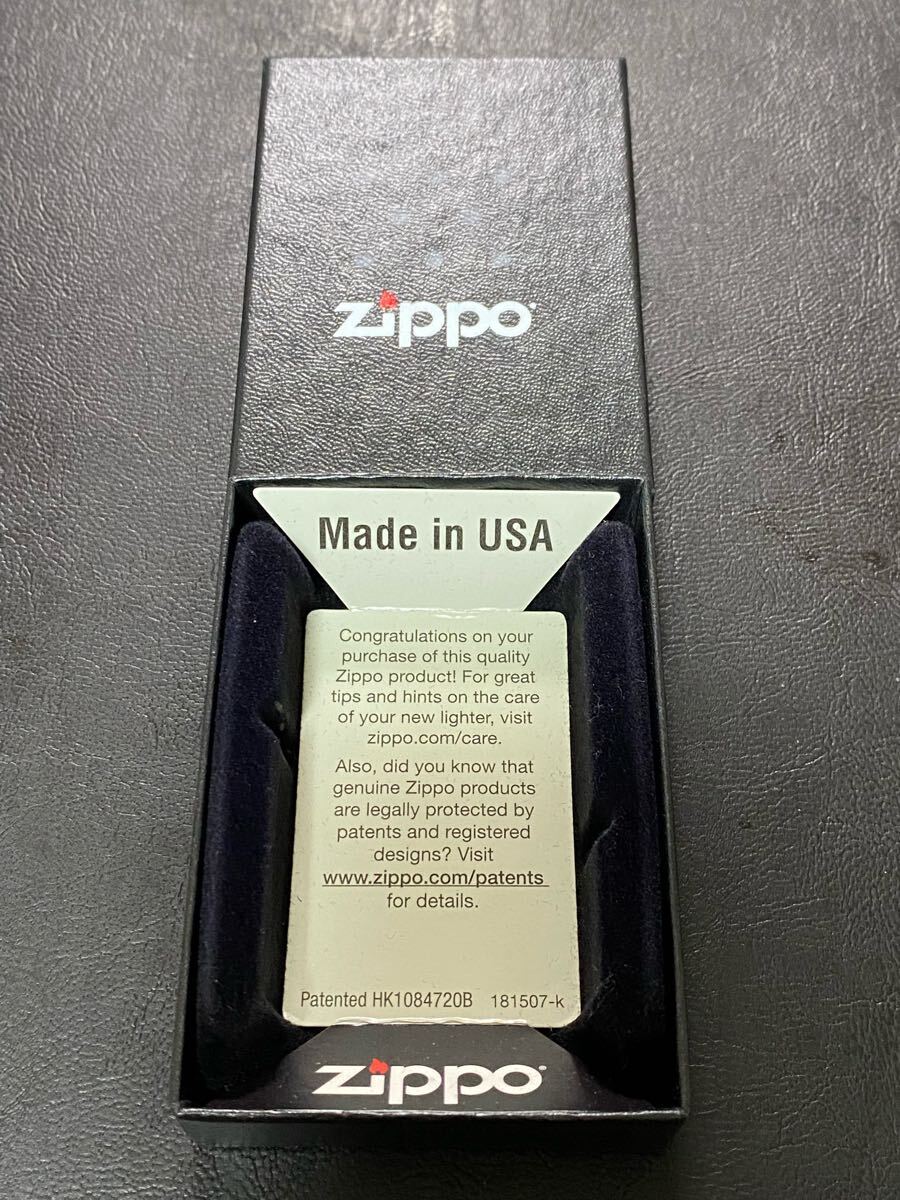 zippo
Made in USA
Congratulations on your
purchase of this quality
Zippo product! For great
tips and hints on the care
of your new lighter, visit
zippo.com/care.
Also, did you know that
genuine Zippo products
are legally protected by
patents and registered
designs? Visit
www.zippo.com/patents
for details.
Patented HK1084720B 181507-k
zippo